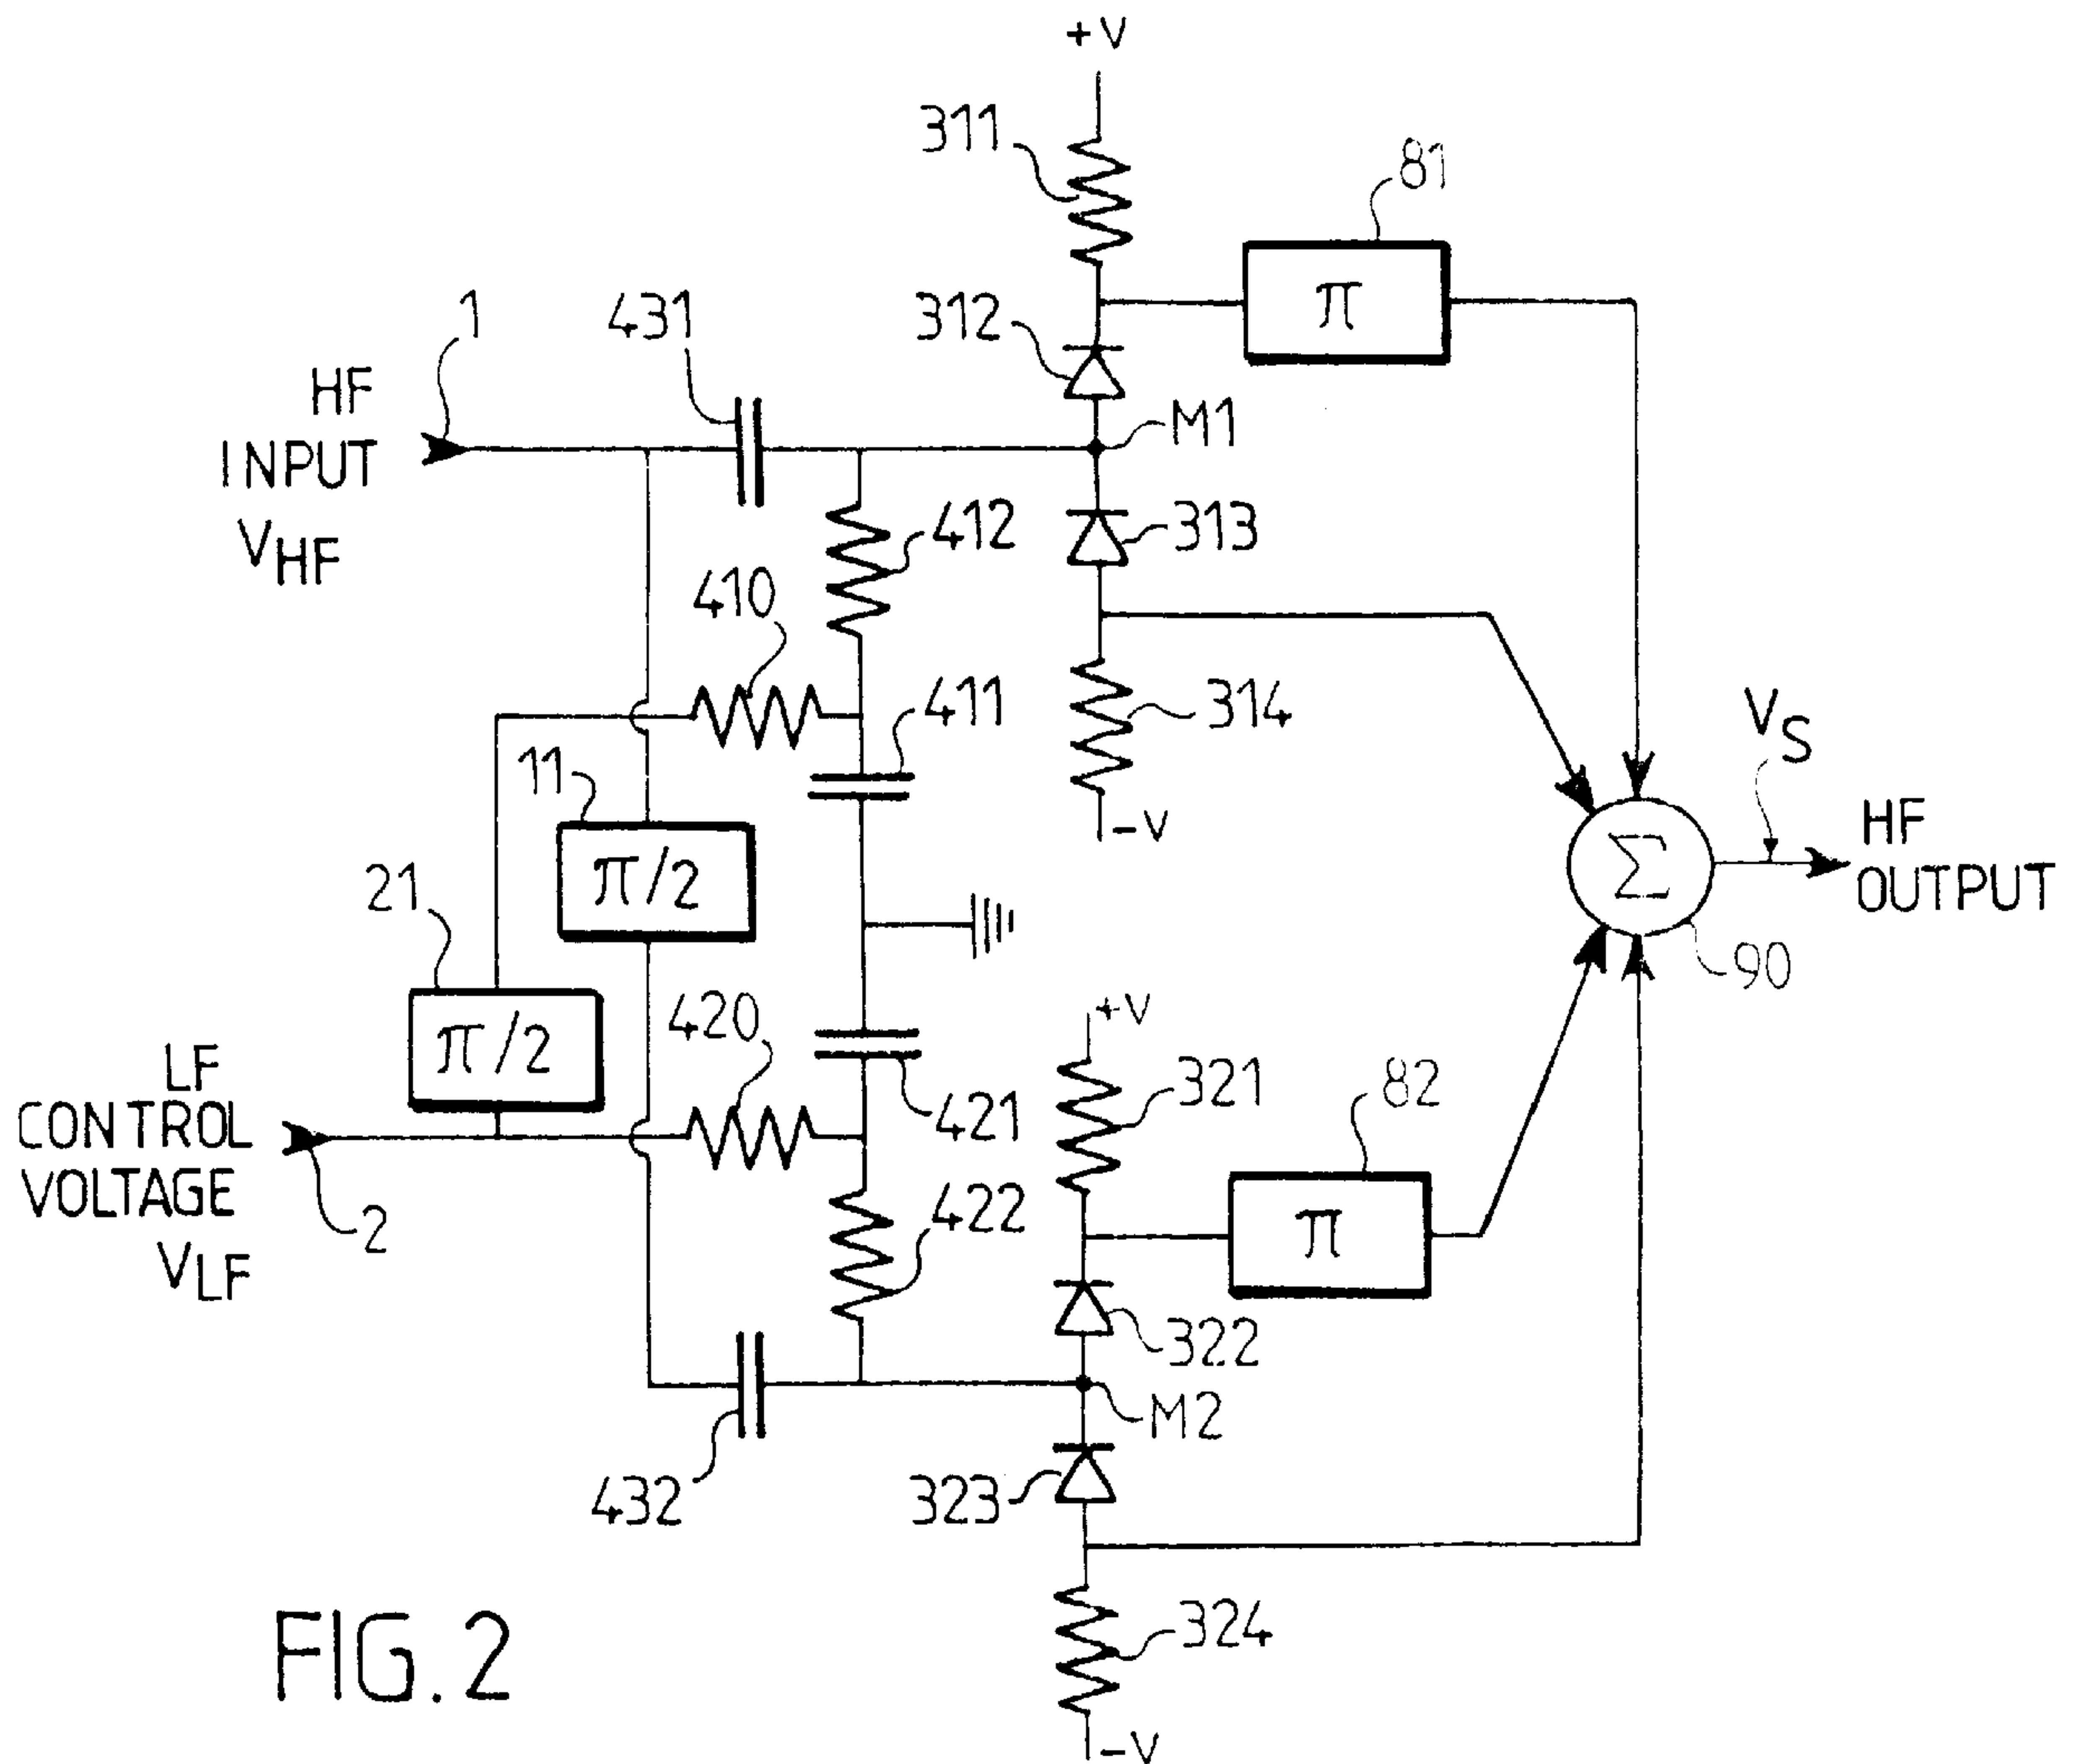 +V
311
81
π
431
312
1
HF
INPUT
VHF
M1
412
313
410
411
314
-V
11
π/2
21
π/2
VS
HF
OUTPUT
Σ
90
420
+V
LF
CONTROL
VOLTAGE
VLF
2
421
321
82
π
422
322
M2
432
323
324
-V
FIG. 2